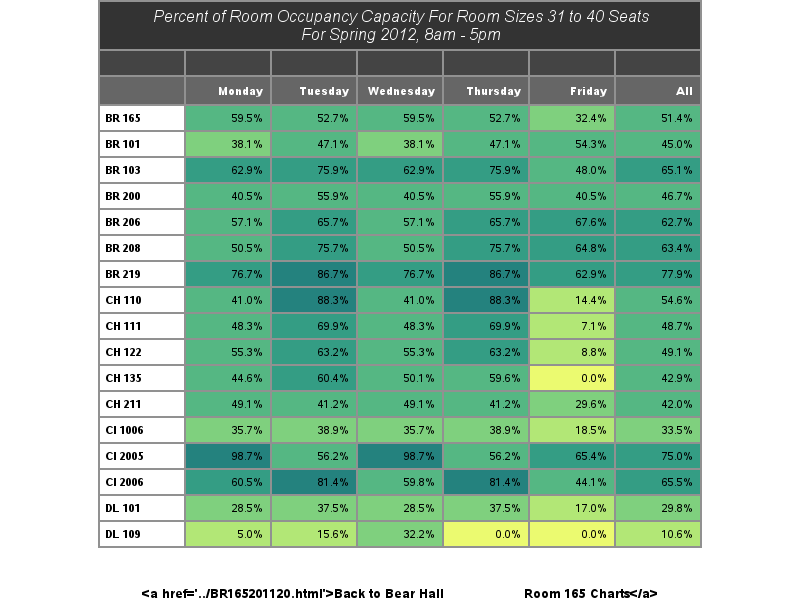 Percent of Room Occupancy Capacity For Room Sizes 31 to 40 Seats
For Spring 2012, 8am - 5pm
Monday Tuesday Wednesday Thursday Friday All
BR 165 59.5% 52.7% 59.5% 52.7% 32.4% 51.4%
BR 101 38.1% 47.1% 38.1% 47.1% 54.3% 45.0%
BR 103 62.9% 75.9% 62.9% 75.9% 48.0% 65.1%
BR 200 40.5% 55.9% 40.5% 55.9% 40.5% 46.7%
BR 206 57.1% 65.7% 57.1% 65.7% 67.6% 62.7%
BR 208 50.5% 75.7% 50.5% 75.7% 64.8% 63.4%
BR 219 76.7% 86.7% 76.7% 86.7% 62.9% 77.9%
CH 110 41.0% 88.3% 41.0% 88.3% 14.4% 54.6%
CH 111 48.3% 69.9% 48.3% 69.9% 7.1% 48.7%
CH 122 55.3% 63.2% 55.3% 63.2% 8.8% 49.1%
CH 135 44.6% 60.4% 50.1% 59.6% 0.0% 42.9%
CH 211 49.1% 41.2% 49.1% 41.2% 29.6% 42.0%
CI 1006 35.7% 38.9% 35.7% 38.9% 18.5% 33.5%
CI 2005 98.7% 56.2% 98.7% 56.2% 65.4% 75.0%
CI 2006 60.5% 81.4% 59.8% 81.4% 44.1% 65.5%
DL 101 28.5% 37.5% 28.5% 37.5% 17.0% 29.8%
DL 109 5.0% 15.6% 32.2% 0.0% 0.0% 10.6%
<a href='../BR165201120.html'>Back to Bear Hall Room 165 Charts</a>